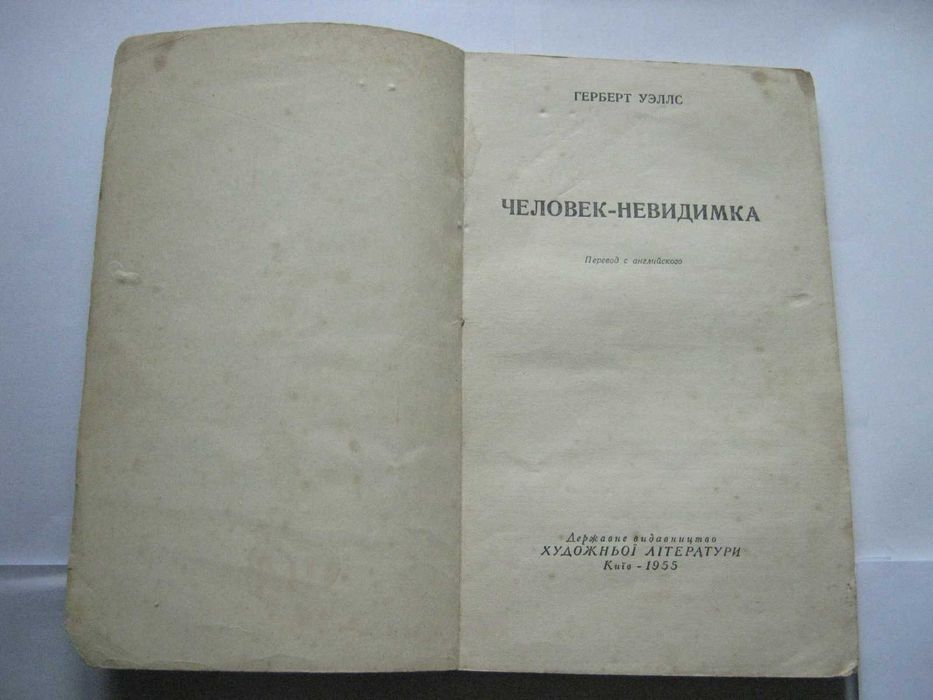 ГЕРБЕРТ УЭЛЛС
ЧЕЛОВЕК-НЕВИДИМКА
Перевод с английского
Державне видавництво
ХУДОЖНЬОЇ ЛІТЕРАТУРИ
Київ - 1955